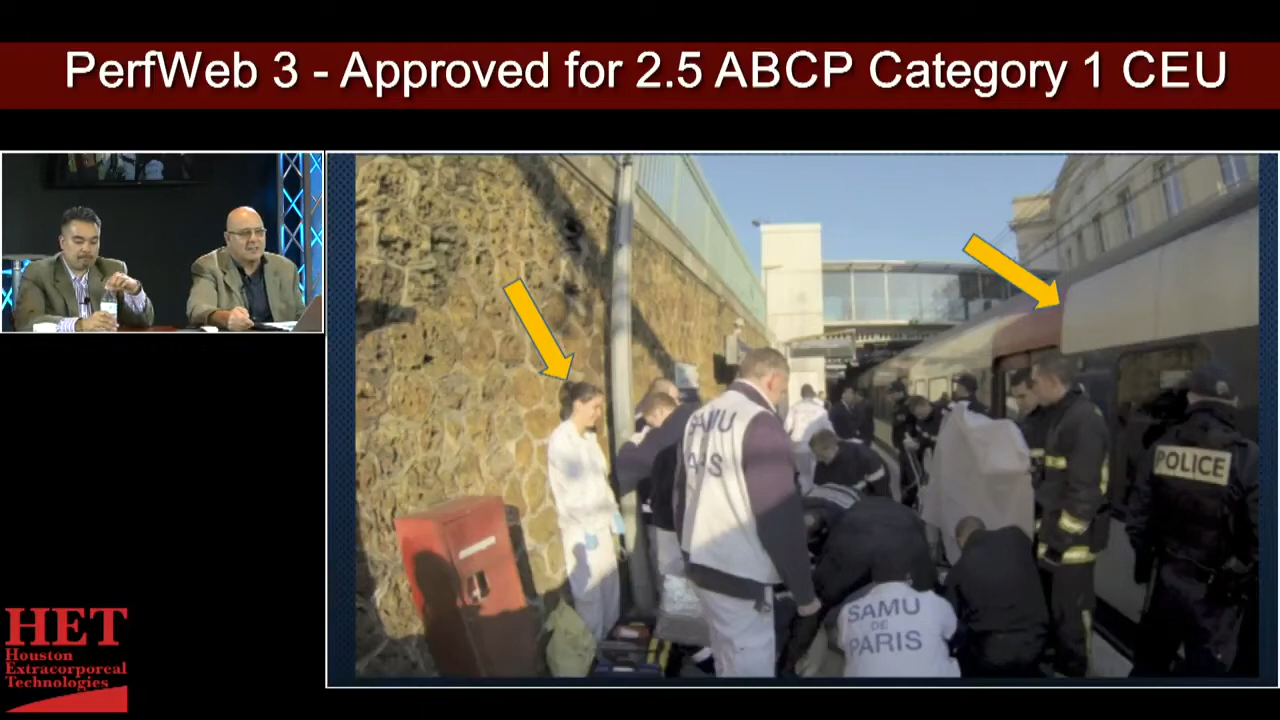 PerfWeb 3 - Approved for 2.5 ABCP Category 1 CEU
SAMU
POLICE
SAMU
DE
PARIS
HET
Houston
Extracorporeal
Technologies